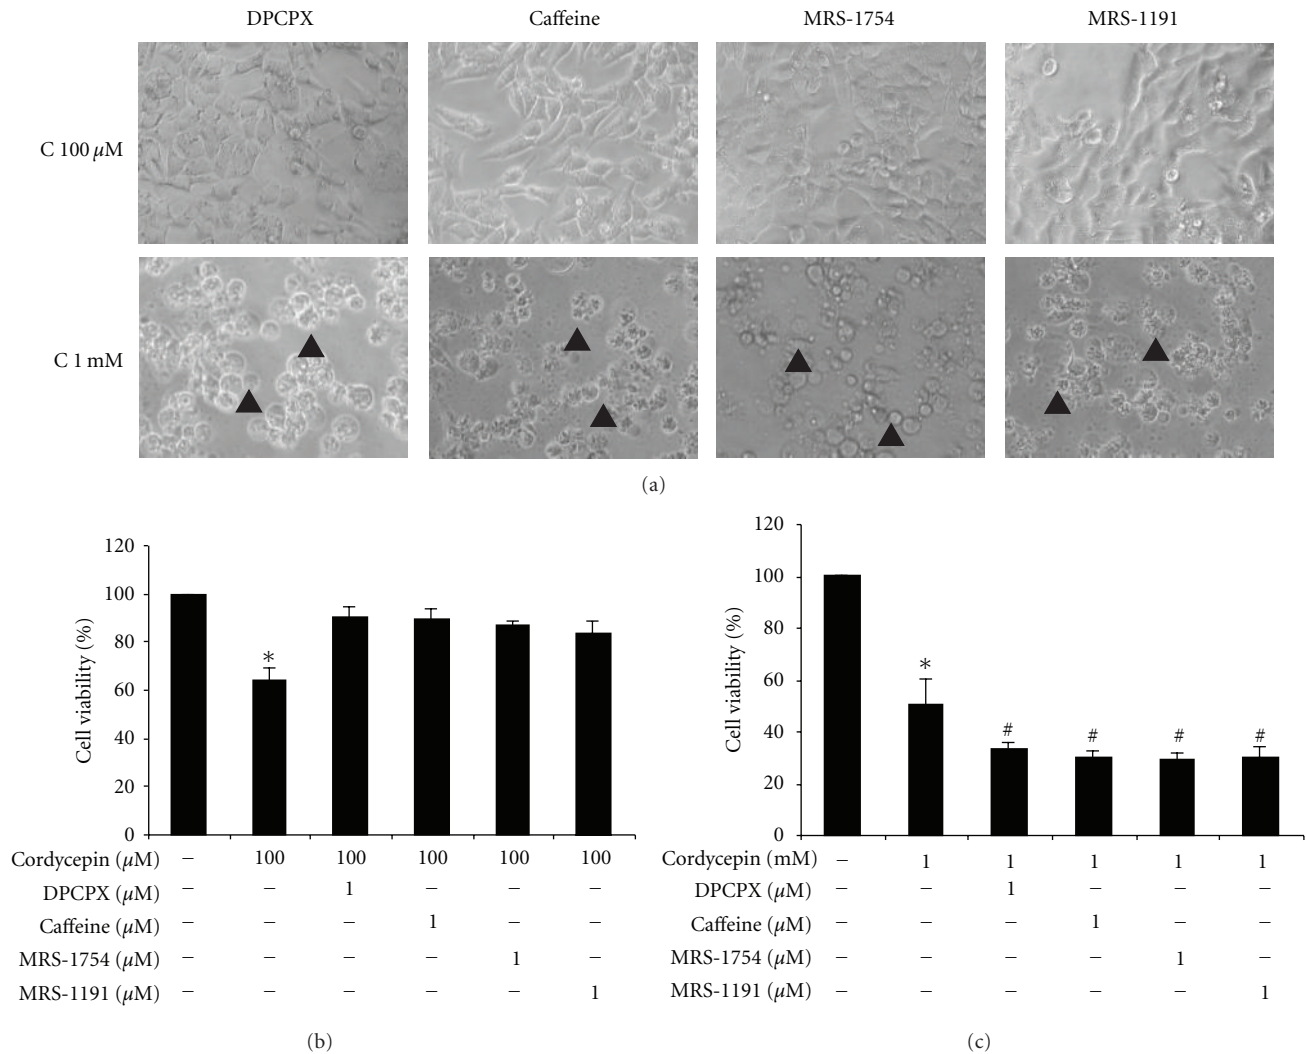 DPCPX Caffeine MRS-1754 MRS-1191
C 100 μM
C 1 mM
(a)
120
100
80
60
40
20
0
Cell viability (%)
*
Cordycepin (μM) − 100 100 100 100 100
DPCPX (μM) − − 1 − − −
Caffeine (μM) − − − 1 − −
MRS-1754 (μM) − − − − 1 −
MRS-1191 (μM) − − − − − 1
(b)
120
100
80
60
40
20
0
Cell viability (%)
*
# # # #
Cordycepin (mM) − 1 1 1 1 1
DPCPX (μM) − − 1 − − −
Caffeine (μM) − − − 1 − −
MRS-1754 (μM) − − − − 1 −
MRS-1191 (μM) − − − − − 1
(c)